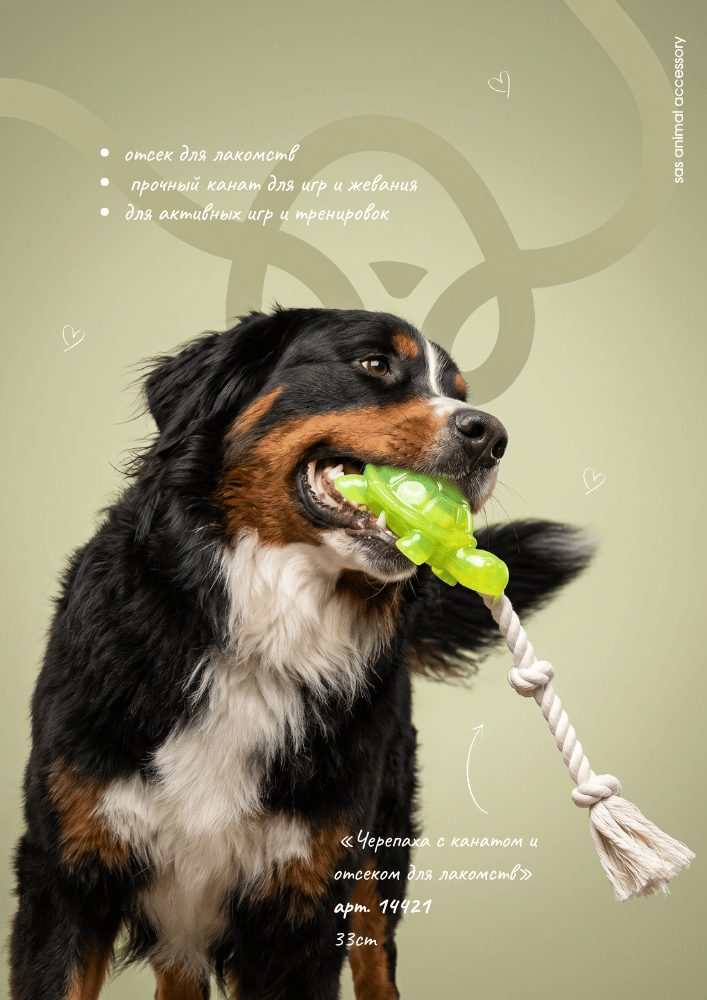 sas animal accessory
• отсек для лакомств
• прочный канат для игр и жевания
• для активных игр и тренировок
«Черепаха с канатом и
отсеком для лакомств»
арт. 14421
33cm